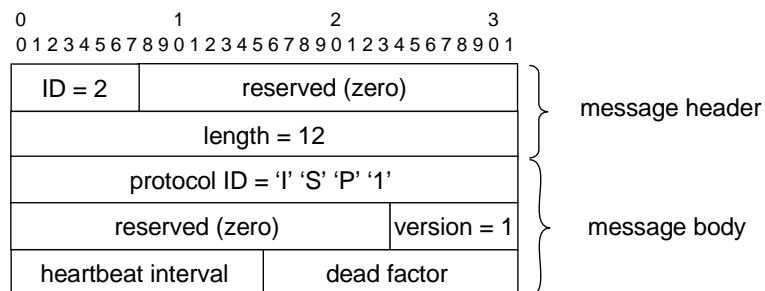 0 1 2 3
0 1 2 3 4 5 6 7 8 9 0 1 2 3 4 5 6 7 8 9 0 1 2 3 4 5 6 7 8 9 0 1
ID = 2 reserved (zero)
message header
length = 12
protocol ID = ‘I’ ‘S’ ‘P’ ‘1’
reserved (zero) version = 1
message body
heartbeat interval dead factor